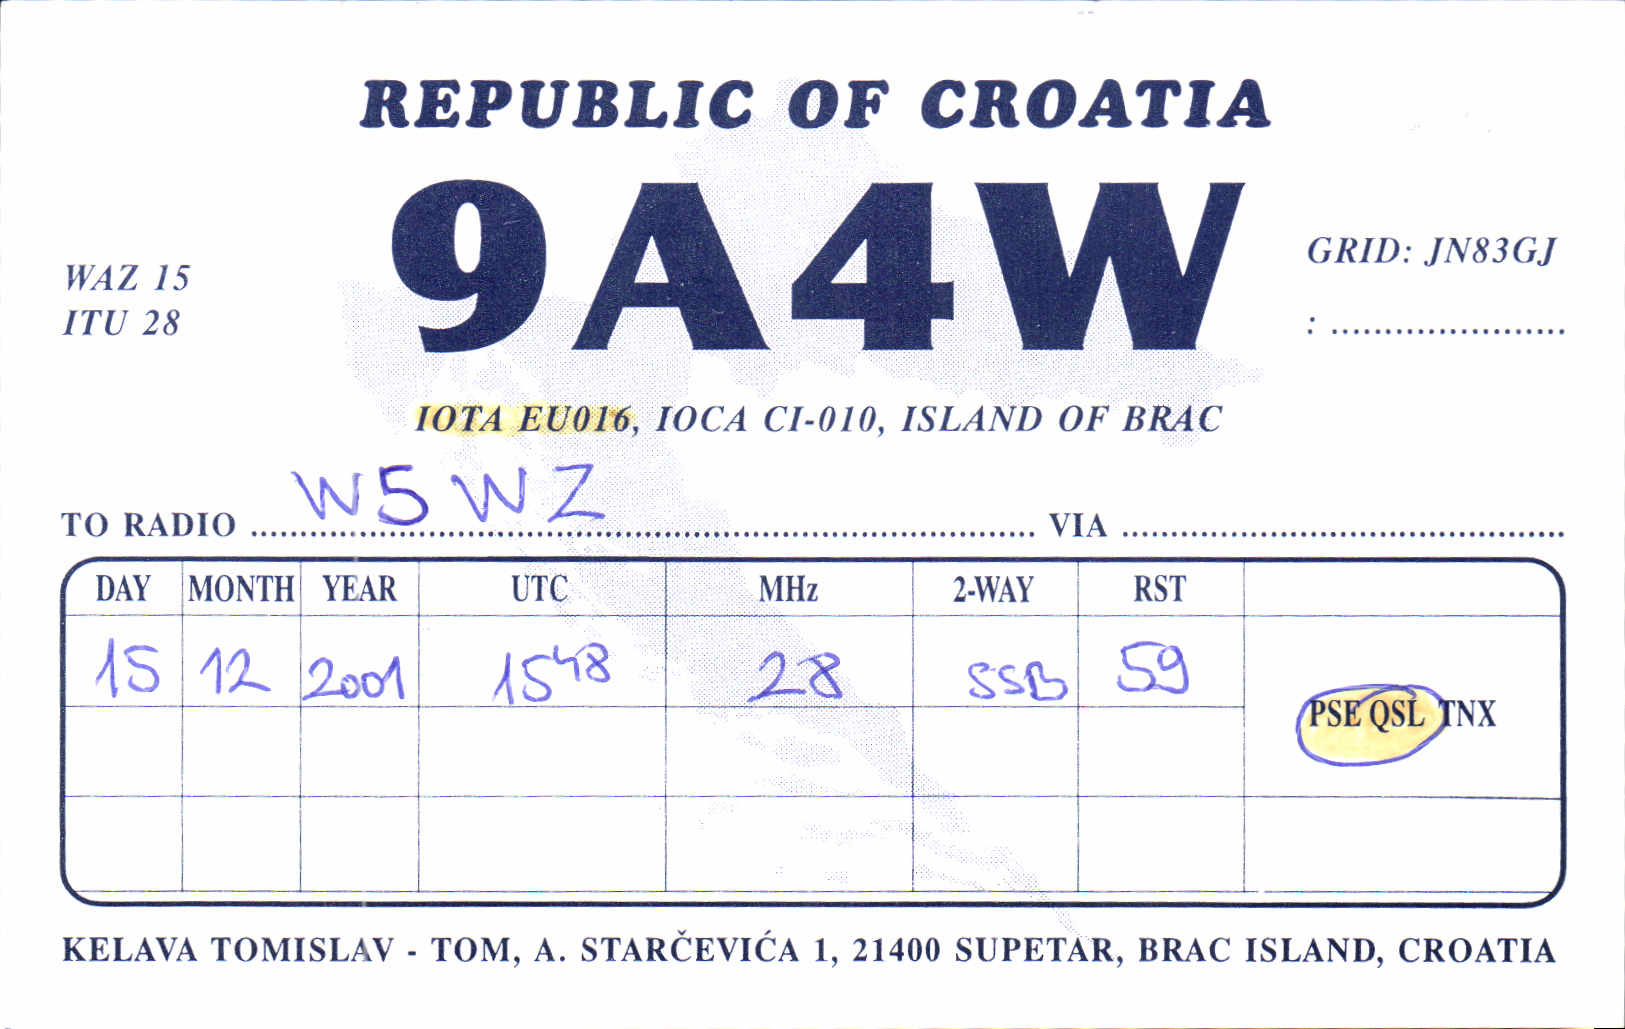 REPUBLIC OF CROATIA
9A4W
WAZ 15
ITU 28
GRID: JN83GJ
: ......................
IOTA EU016, IOCA CI-010, ISLAND OF BRAC
TO RADIO W5WZ VIA
DAY MONTH YEAR UTC MHz 2-WAY RST
15 12 2001 15⁴⁸ 28 SSB 59
PSE QSL TNX
KELAVA TOMISLAV - TOM, A. STARČEVIĆA 1, 21400 SUPETAR, BRAC ISLAND, CROATIA